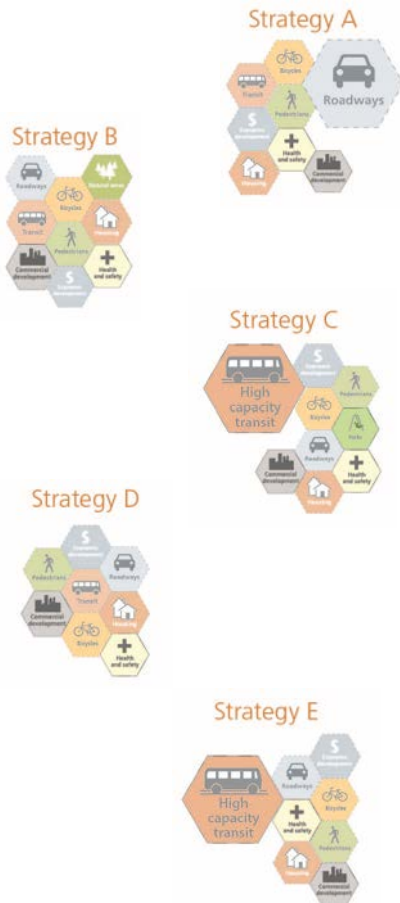 Strategy A
Bicycles
Transit
Roadways
Pedestrians
$
Economic
development
Health
and safety
Housing
Commercial
development
Strategy B
Roadways
Natural areas
Bicycles
Transit
Housing
Pedestrians
Commercial
development
Health
and safety
$
Economic
development
Strategy C
High
capacity
transit
$
Economic
development
Pedestrians
Bicycles
Trails
Roadways
Commercial
development
Health
and safety
Housing
Strategy D
$
Economic
development
Pedestrians
Roadways
Transit
Commercial
development
Housing
Bicycles
Health
and safety
Strategy E
High
capacity
transit
$
Economic
development
Roadways
Bicycles
Health
and safety
Pedestrians
Housing
Commercial
development